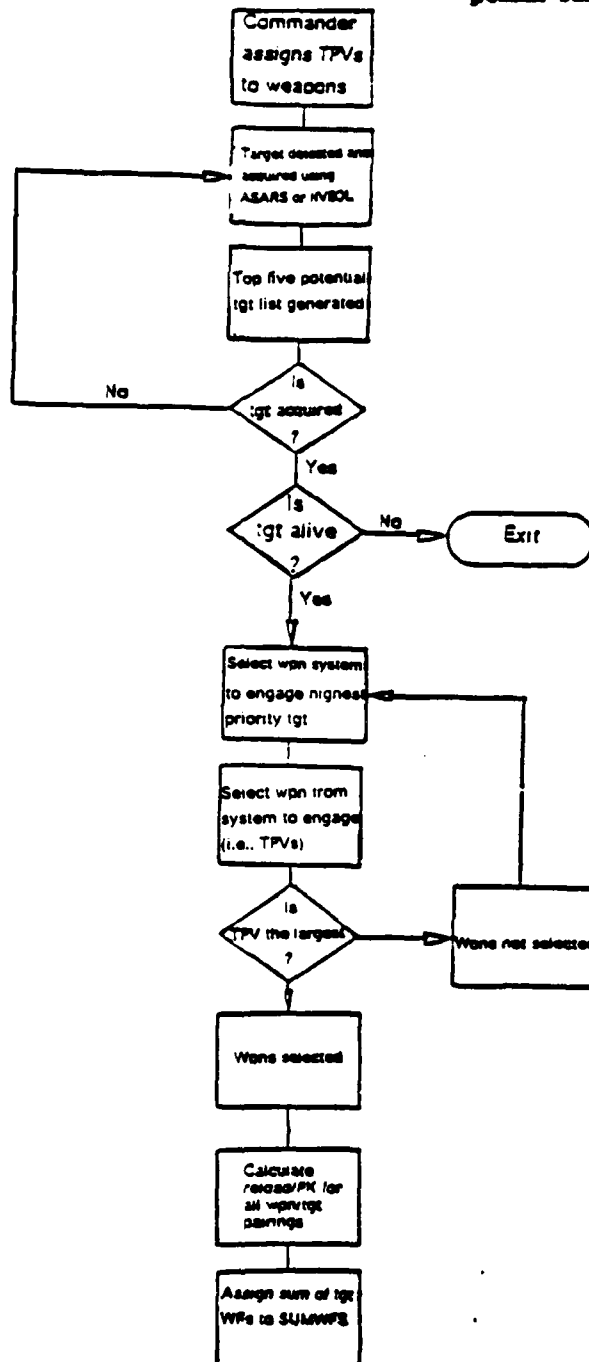 Commander
assigns TPVs
to weapons
Target detected and
acquired using
ASARS or NVEOL
Top five potential
tgt list generated
Is
tgt acquired
?
No
Yes
Is
tgt alive
?
No
Exit
Yes
Select wpn system
to engage highest
priority tgt
Select wpn from
system to engage
(i.e., TPVs)
Is
TPV the largest
?
Wpns not selected
Wpns selected
Calculate
reload/PK for
all wpn/tgt
pairings
Assign sum of tgt
WFs to SUMWFS